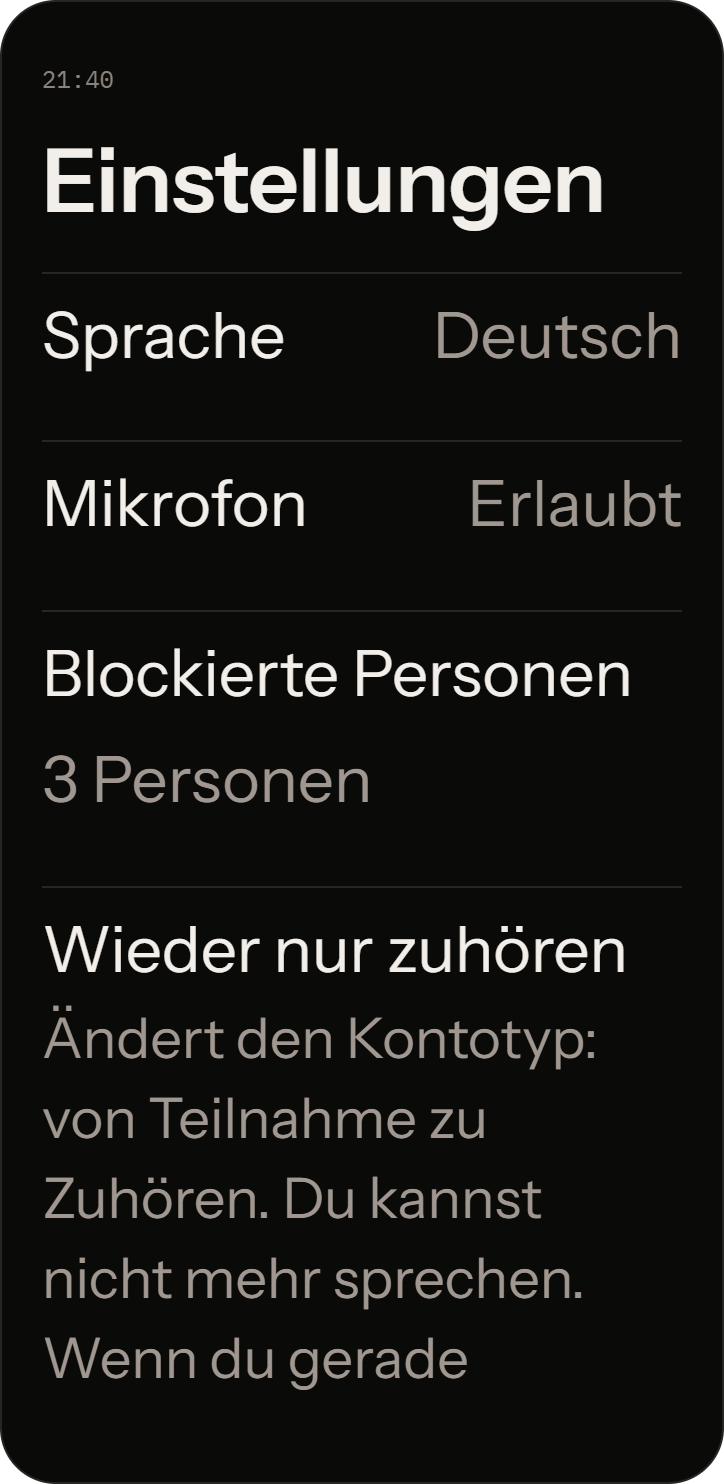 21:40
Einstellungen
Sprache Deutsch
Mikrofon Erlaubt
Blockierte Personen
3 Personen
Wieder nur zuhören
Ändert den Kontotyp:
von Teilnahme zu
Zuhören. Du kannst
nicht mehr sprechen.
Wenn du gerade